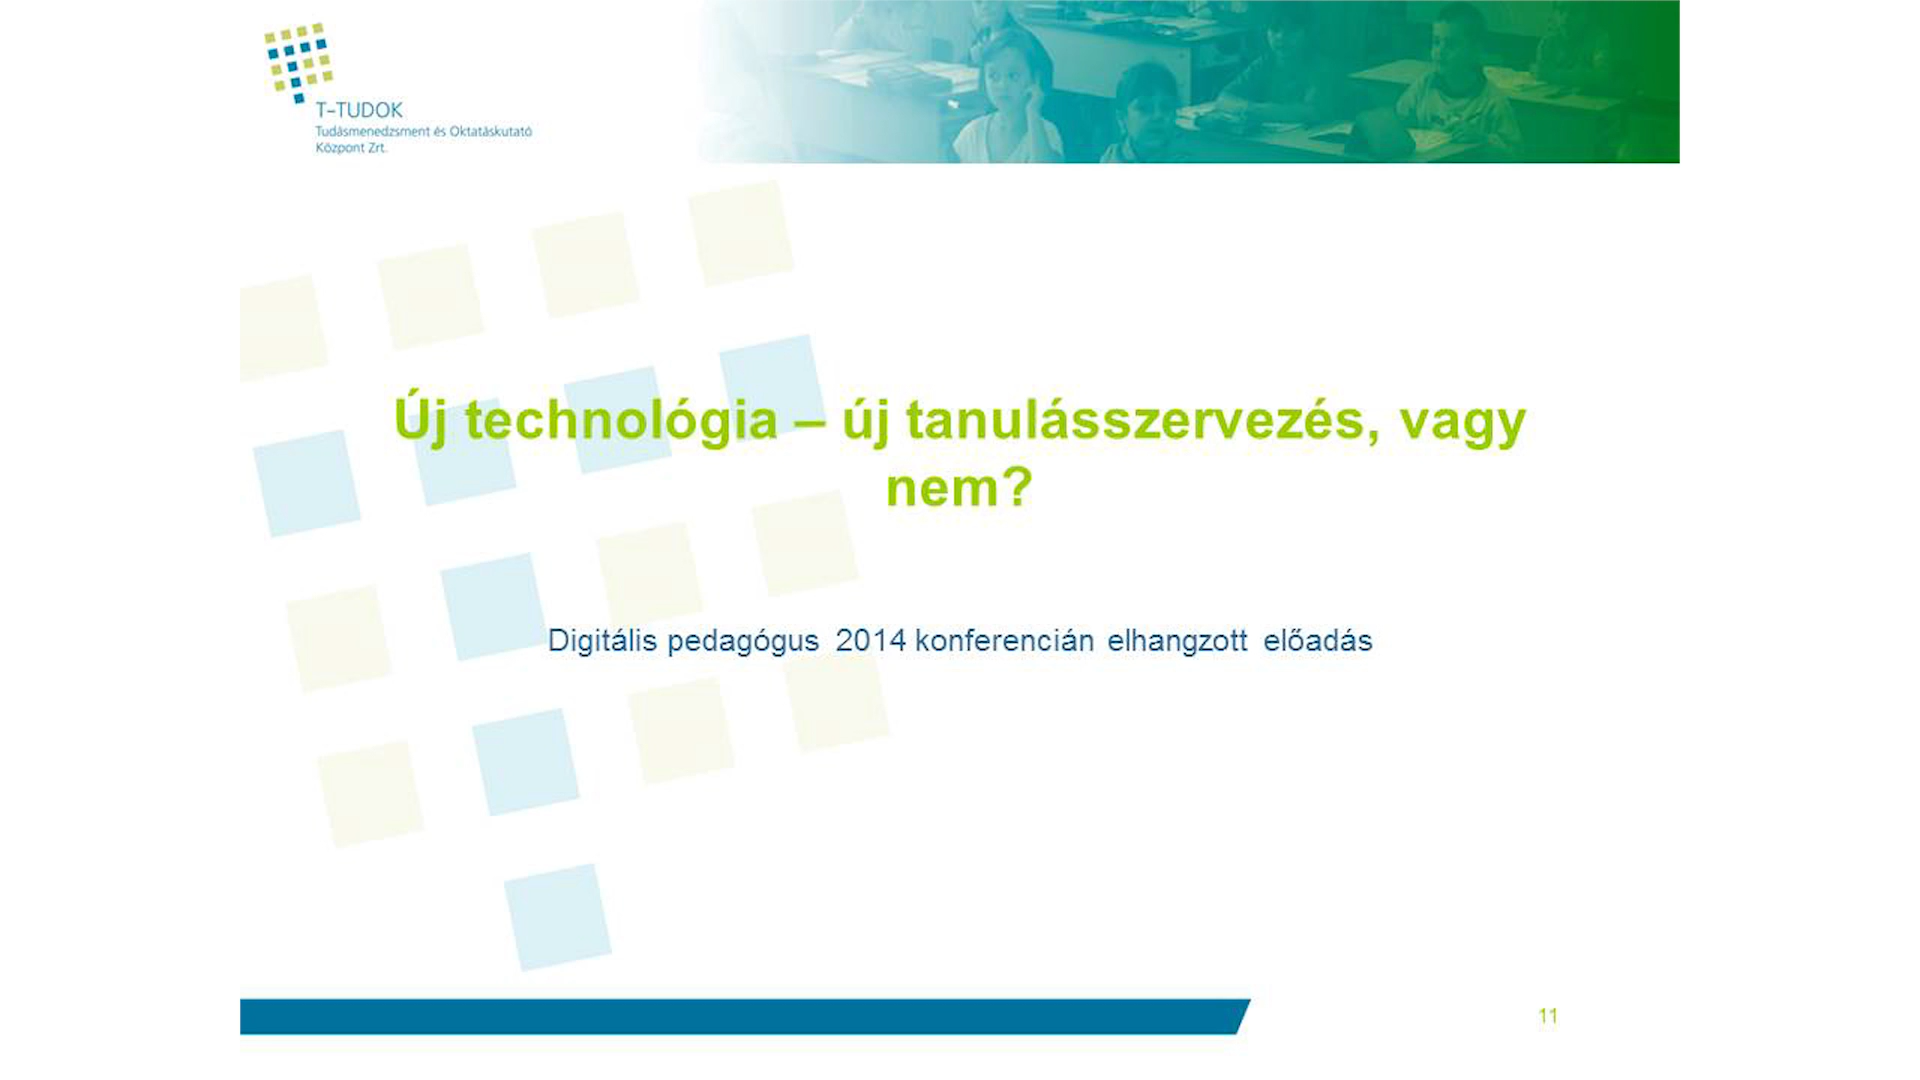 T-TUDOK
Tudásmenedzsment és Oktatáskutató
Központ Zrt.
Új technológia – új tanulásszervezés, vagy
nem?
Digitális pedagógus 2014 konferencián elhangzott előadás
11